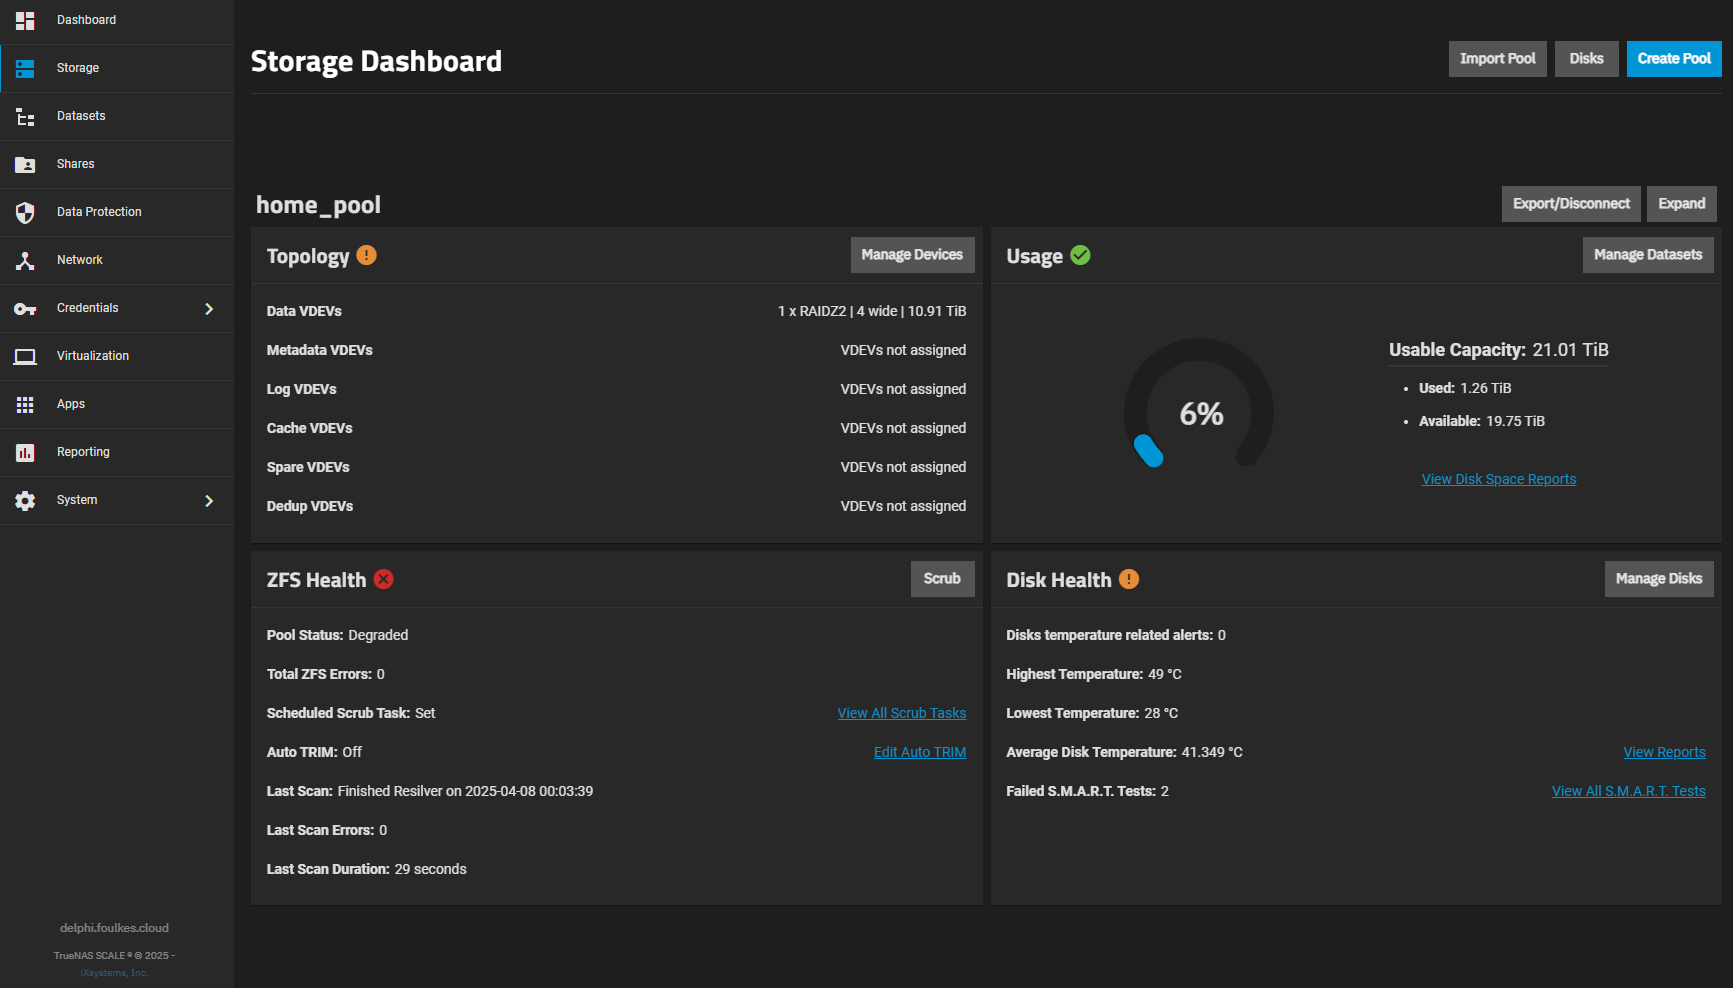 Dashboard
Storage
Datasets
Shares
Data Protection
Network
Credentials
Virtualization
Apps
Reporting
System
delphi.foulkes.cloud
TrueNAS SCALE ® © 2025 -
iXsystems, Inc.
Storage Dashboard
Import Pool
Disks
Create Pool
home_pool
Export/Disconnect
Expand
Topology
Manage Devices
Data VDEVs 1 x RAIDZ2 | 4 wide | 10.91 TiB
Metadata VDEVs VDEVs not assigned
Log VDEVs VDEVs not assigned
Cache VDEVs VDEVs not assigned
Spare VDEVs VDEVs not assigned
Dedup VDEVs VDEVs not assigned
Usage
Manage Datasets
6%
Usable Capacity: 21.01 TiB
• Used: 1.26 TiB
• Available: 19.75 TiB
View Disk Space Reports
ZFS Health
Scrub
Pool Status: Degraded
Total ZFS Errors: 0
Scheduled Scrub Task: Set View All Scrub Tasks
Auto TRIM: Off Edit Auto TRIM
Last Scan: Finished Resilver on 2025-04-08 00:03:39
Last Scan Errors: 0
Last Scan Duration: 29 seconds
Disk Health
Manage Disks
Disks temperature related alerts: 0
Highest Temperature: 49 °C
Lowest Temperature: 28 °C
Average Disk Temperature: 41.349 °C View Reports
Failed S.M.A.R.T. Tests: 2 View All S.M.A.R.T. Tests